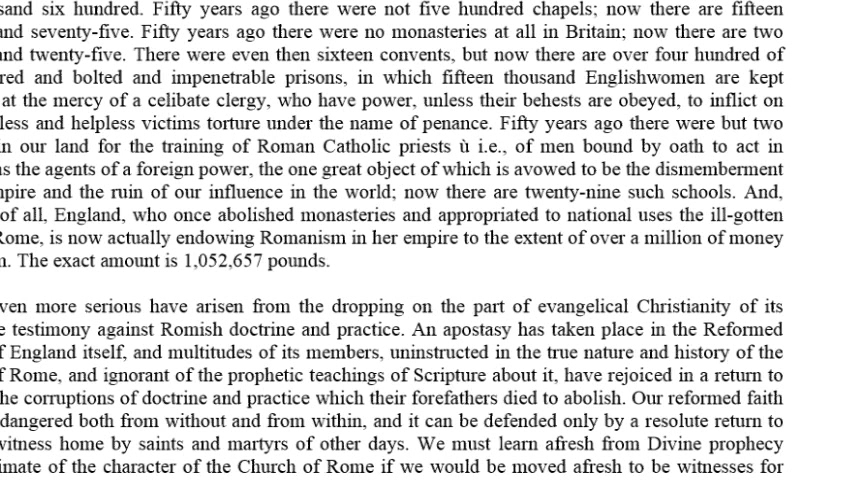 sand six hundred. Fifty years ago there were not five hundred chapels; now there are fifteen
and seventy-five. Fifty years ago there were no monasteries at all in Britain; now there are two
and twenty-five. There were even then sixteen convents, but now there are over four hundred of
red and bolted and impenetrable prisons, in which fifteen thousand Englishwomen are kept
at the mercy of a celibate clergy, who have power, unless their behests are obeyed, to inflict on
less and helpless victims torture under the name of penance. Fifty years ago there were but two
in our land for the training of Roman Catholic priests ù i.e., of men bound by oath to act in
as the agents of a foreign power, the one great object of which is avowed to be the dismemberment
mpire and the ruin of our influence in the world; now there are twenty-nine such schools. And,
of all, England, who once abolished monasteries and appropriated to national uses the ill-gotten
Rome, is now actually endowing Romanism in her empire to the extent of over a million of money
n. The exact amount is 1,052,657 pounds.
ven more serious have arisen from the dropping on the part of evangelical Christianity of its
e testimony against Romish doctrine and practice. An apostasy has taken place in the Reformed
f England itself, and multitudes of its members, uninstructed in the true nature and history of the
f Rome, and ignorant of the prophetic teachings of Scripture about it, have rejoiced in a return to
he corruptions of doctrine and practice which their forefathers died to abolish. Our reformed faith
dangered both from without and from within, and it can be defended only by a resolute return to
witness home by saints and martyrs of other days. We must learn afresh from Divine prophecy
imate of the character of the Church of Rome if we would be moved afresh to be witnesses for